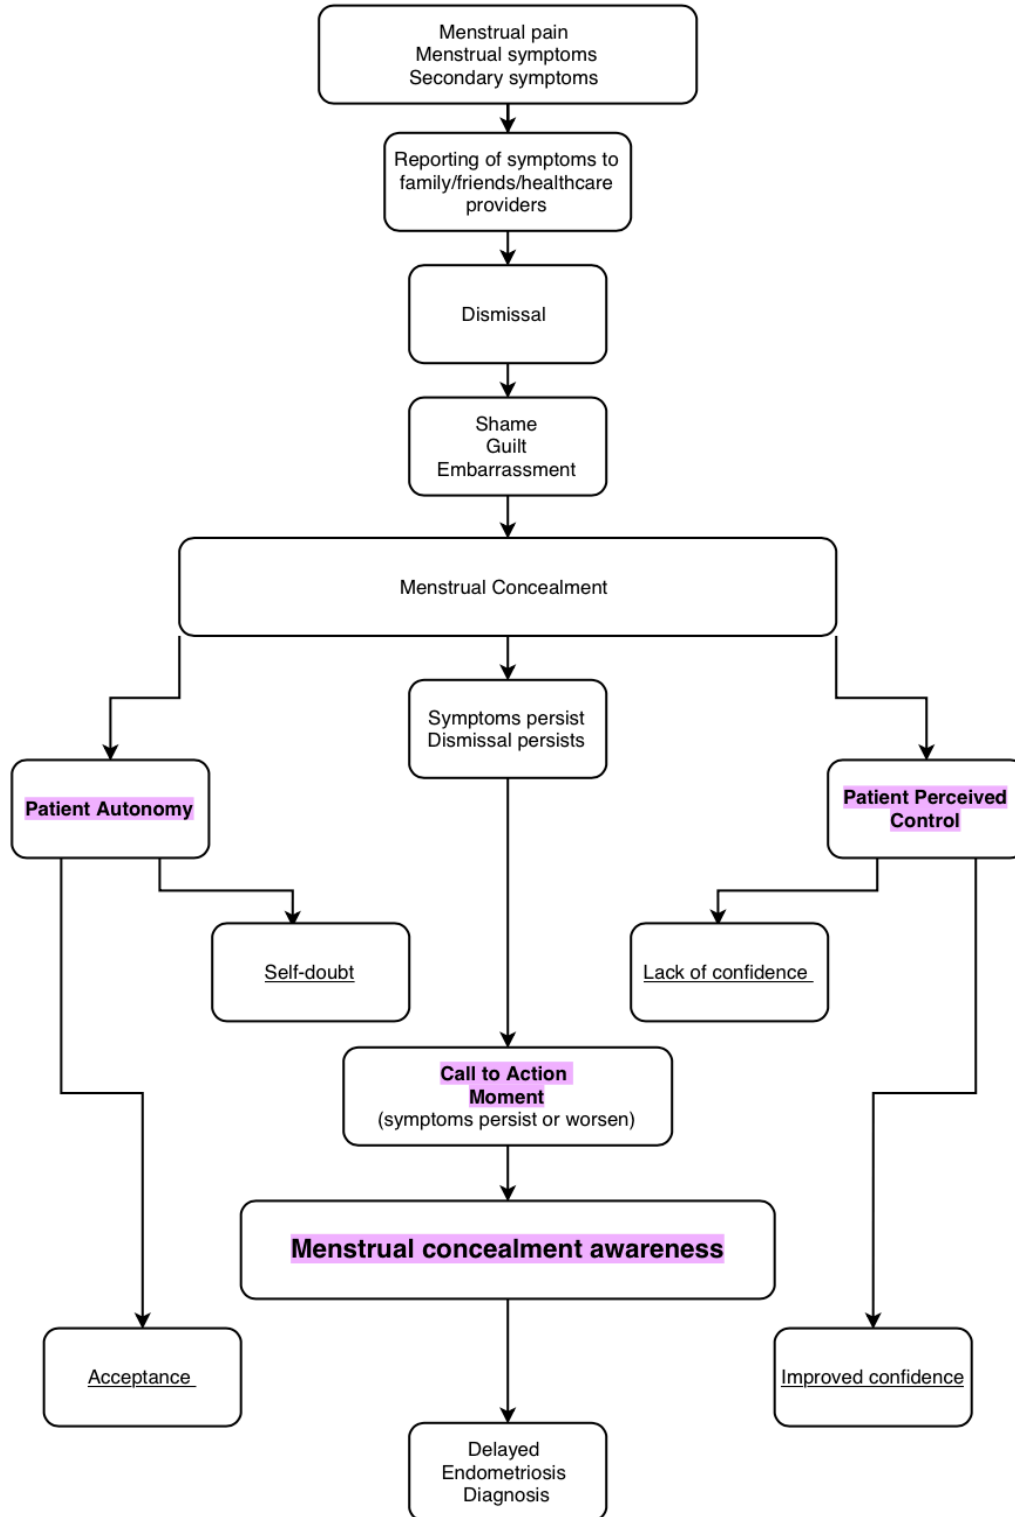 Menstrual pain
Menstrual symptoms
Secondary symptoms
Reporting of symptoms to
family/friends/healthcare
providers
Dismissal
Shame
Guilt
Embarrassment
Menstrual Concealment
Symptoms persist
Dismissal persists
Patient Autonomy
Patient Perceived
Control
Self-doubt
Lack of confidence
Call to Action
Moment
(symptoms persist or worsen)
Menstrual concealment awareness
Acceptance
Improved confidence
Delayed
Endometriosis
Diagnosis